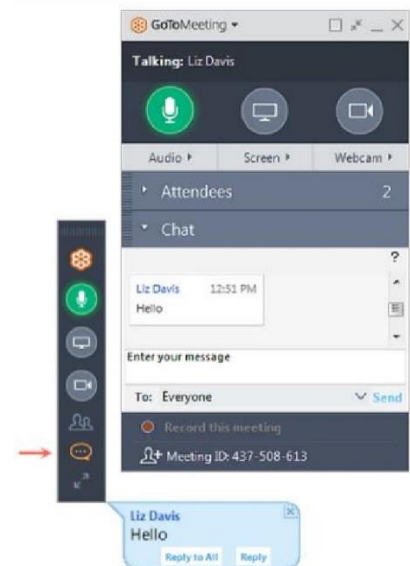 GoToMeeting
Talking: Liz Davis
Audio
Screen
Webcam
Attendees 2
Chat
?
Liz Davis 12:51 PM
Hello
Enter your message
To: Everyone
Send
Record this meeting
Meeting ID: 437-508-613
Liz Davis
Hello
Reply to All Reply